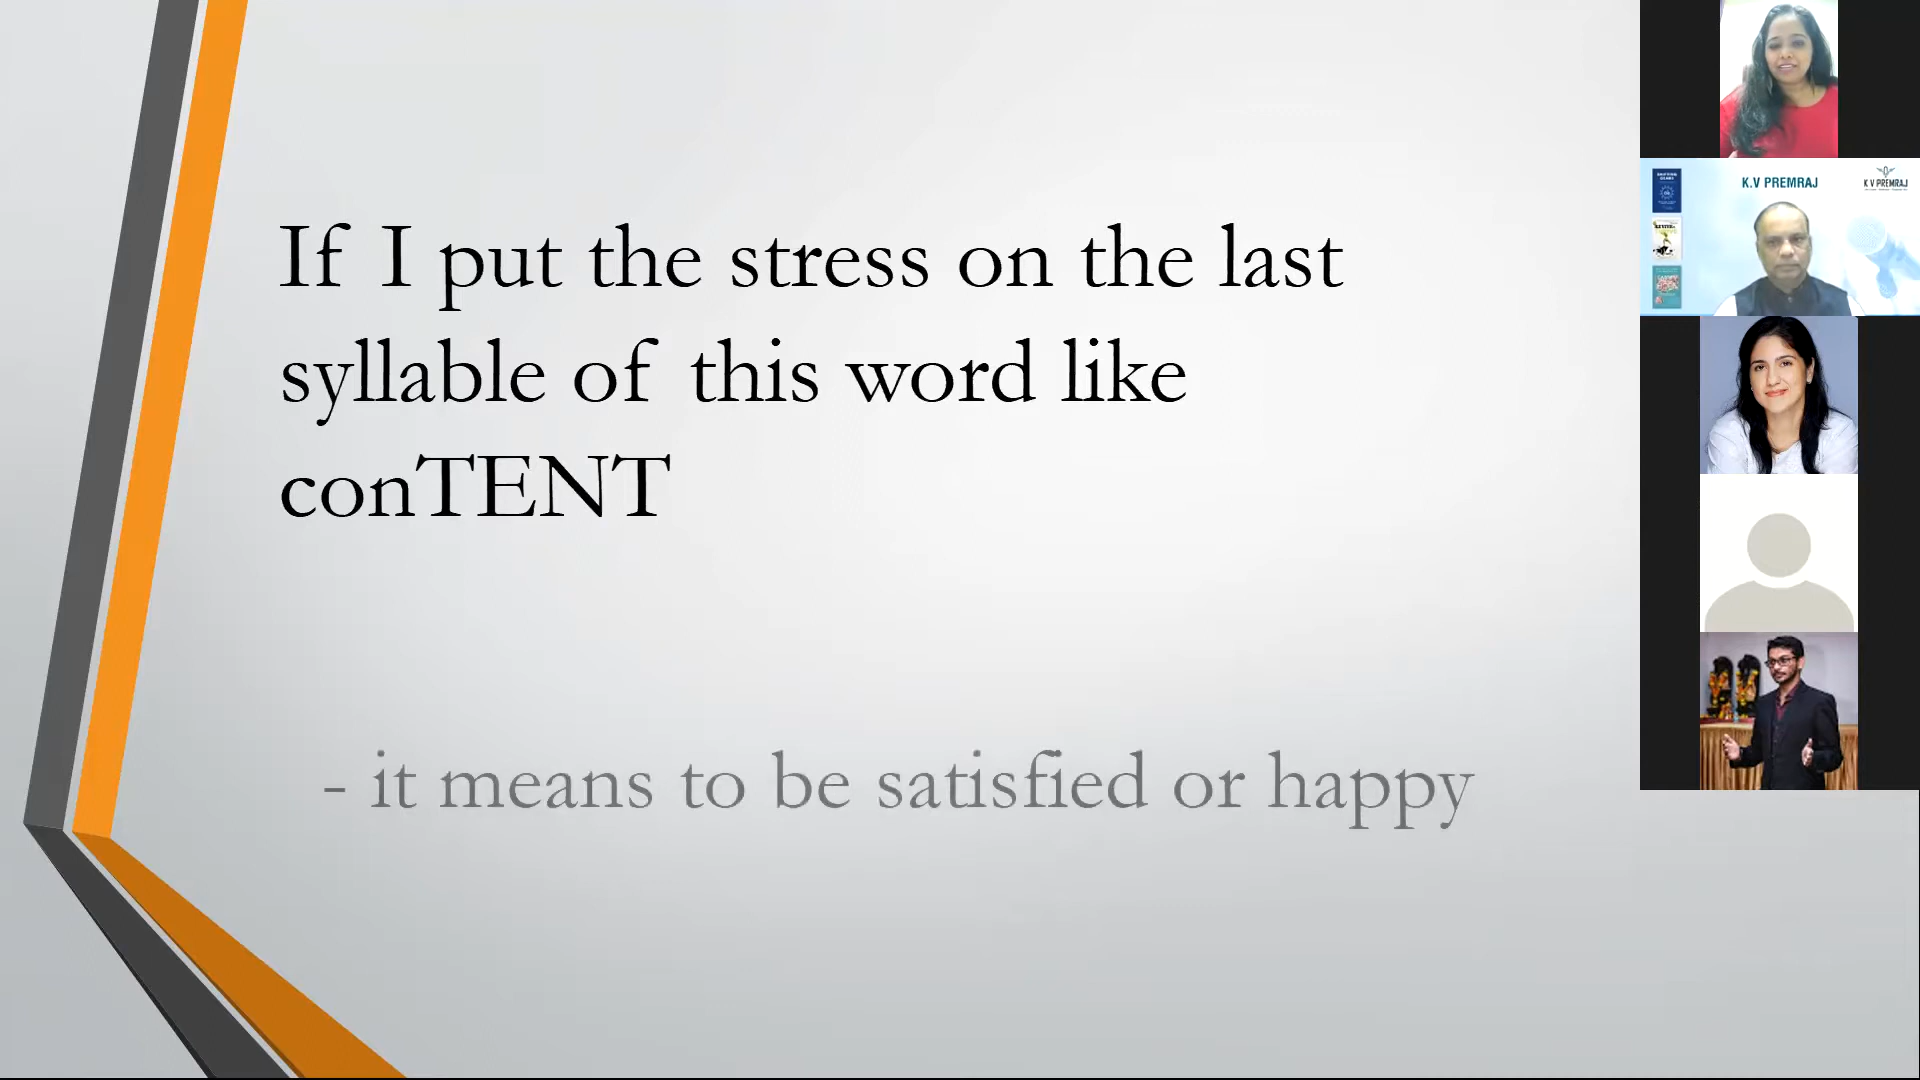 If I put the stress on the last
syllable of this word like
conTENT
- it means to be satisfied or happy
K.V PREMRAJ
K V PREMRAJ